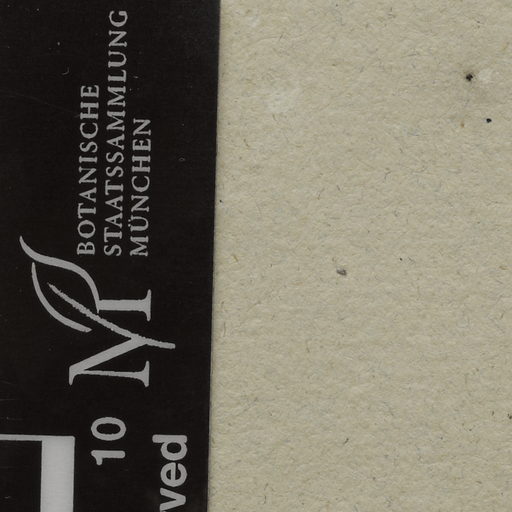 BOTANISCHE
STAATSSAMMLUNG
MÜNCHEN
10
ved